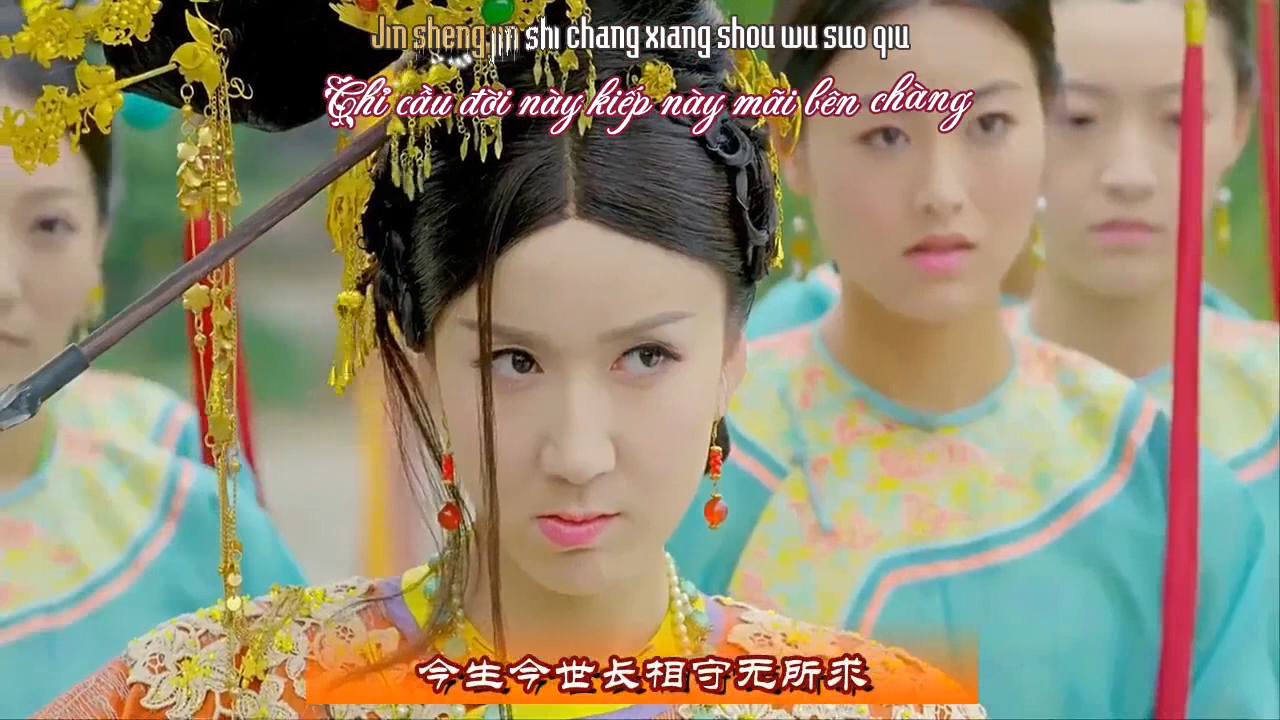 Jin sheng jin shi chang xiang shou wu suo qiu
Chỉ cầu đời này kiếp này mãi bên chàng
今生今世长相守无所求